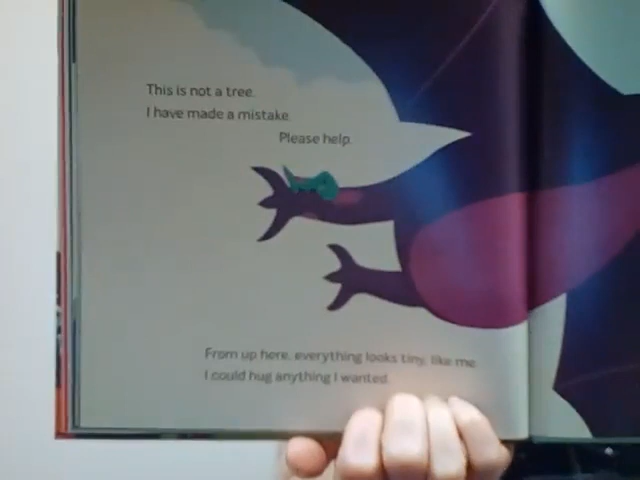 This is not a tree.
I have made a mistake.
Please help.
From up here, everything looks tiny, like me.
I could hug anything I wanted.